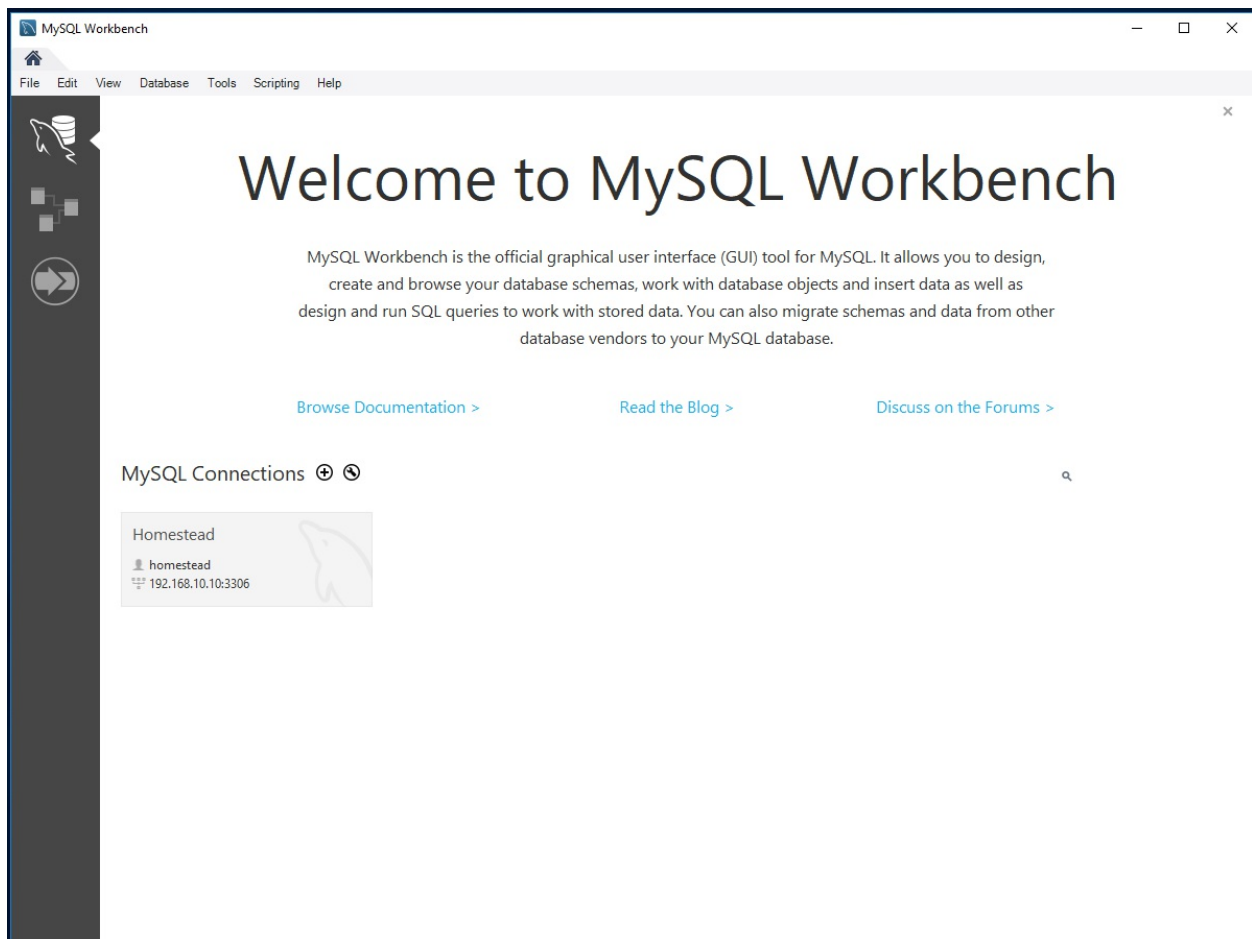 MySQL Workbench
File Edit View Database Tools Scripting Help
Welcome to MySQL Workbench
MySQL Workbench is the official graphical user interface (GUI) tool for MySQL. It allows you to design,
create and browse your database schemas, work with database objects and insert data as well as
design and run SQL queries to work with stored data. You can also migrate schemas and data from other
database vendors to your MySQL database.
Browse Documentation > Read the Blog > Discuss on the Forums >
MySQL Connections
Homestead
homestead
192.168.10.10:3306